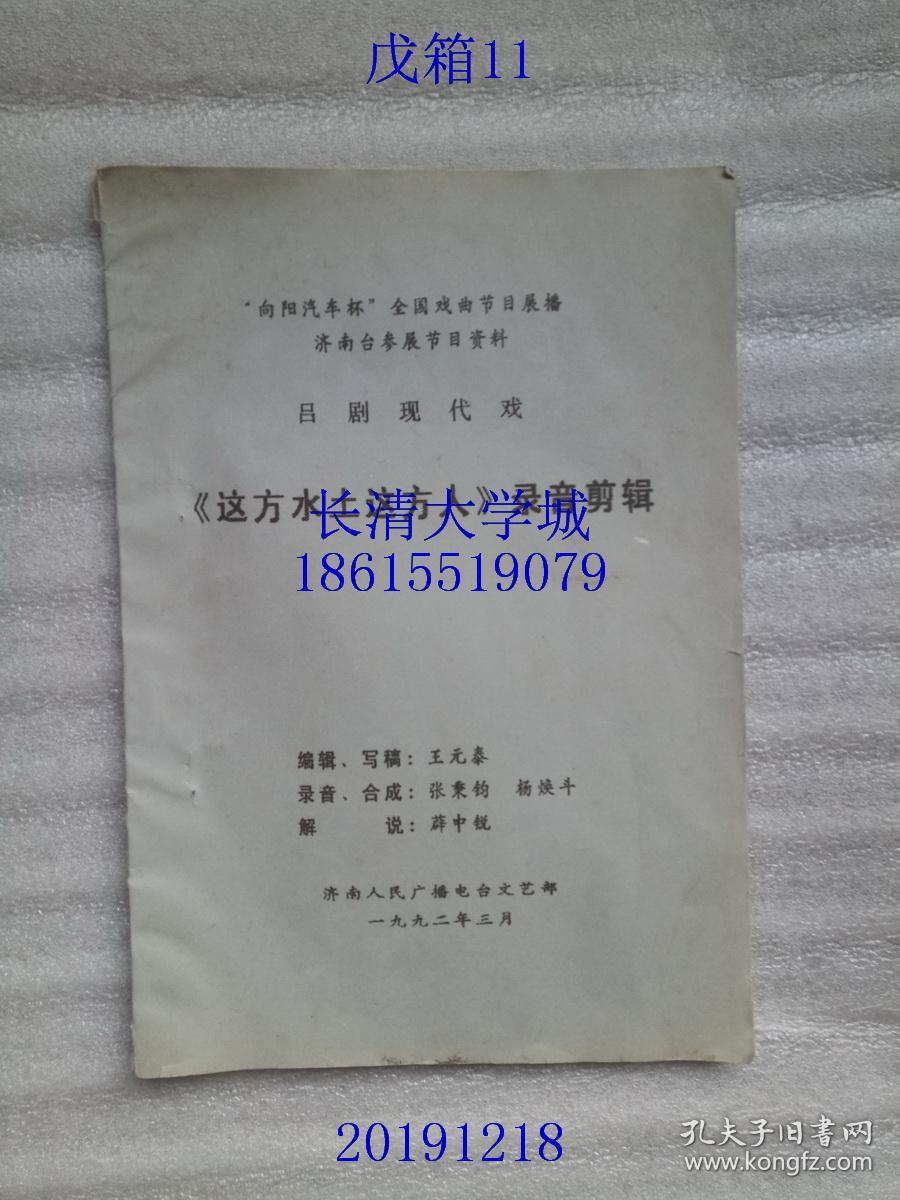 戊箱11
“向阳汽车杯”全国戏曲节目展播
济南台参展节目资料
吕剧现代戏
《这方水土这方人》录音剪辑
长清大学城
18615519079
编辑、写稿：王元泰
录音、合成：张秉钧 杨焕斗
解说：薛中锐
济南人民广播电台文艺部
一九九二年三月
20191218
孔夫子旧書网
www.kongfz.com